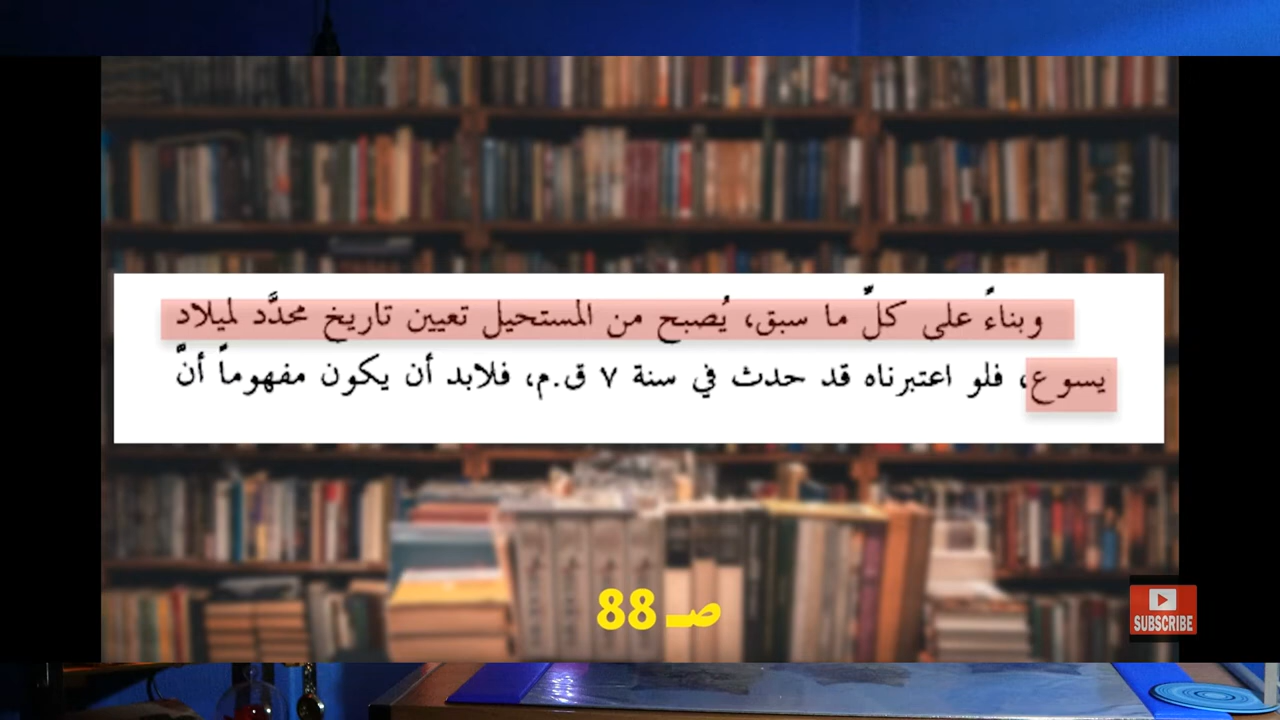 وبناءً على كلِّ ما سبق، يُصبح من المستحيل تعيين تاريخ محدَّد لميلاد
يسوع، فلو اعتبرناه قد حدث في سنة ٧ ق.م، فلابد أن يكون مفهوماً أنَّ
صـ 88
SUBSCRIBE